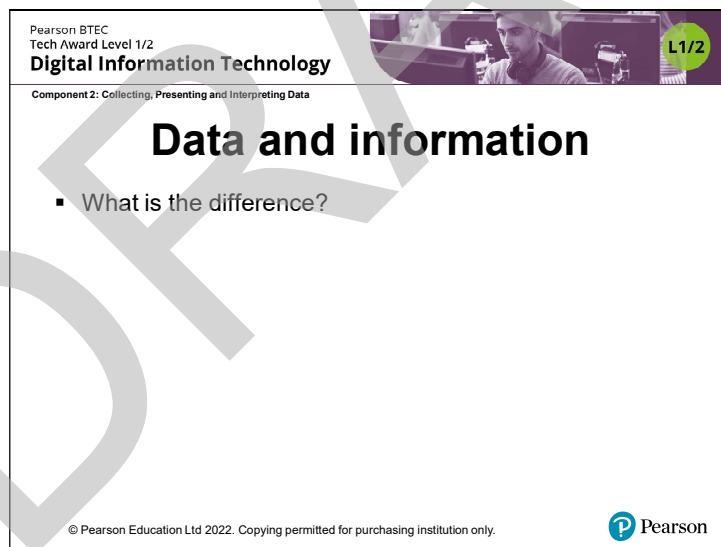 Pearson BTEC
Tech Award Level 1/2
Digital Information Technology
L1/2
Component 2: Collecting, Presenting and Interpreting Data
Data and information
▪ What is the difference?
© Pearson Education Ltd 2022. Copying permitted for purchasing institution only.
Pearson